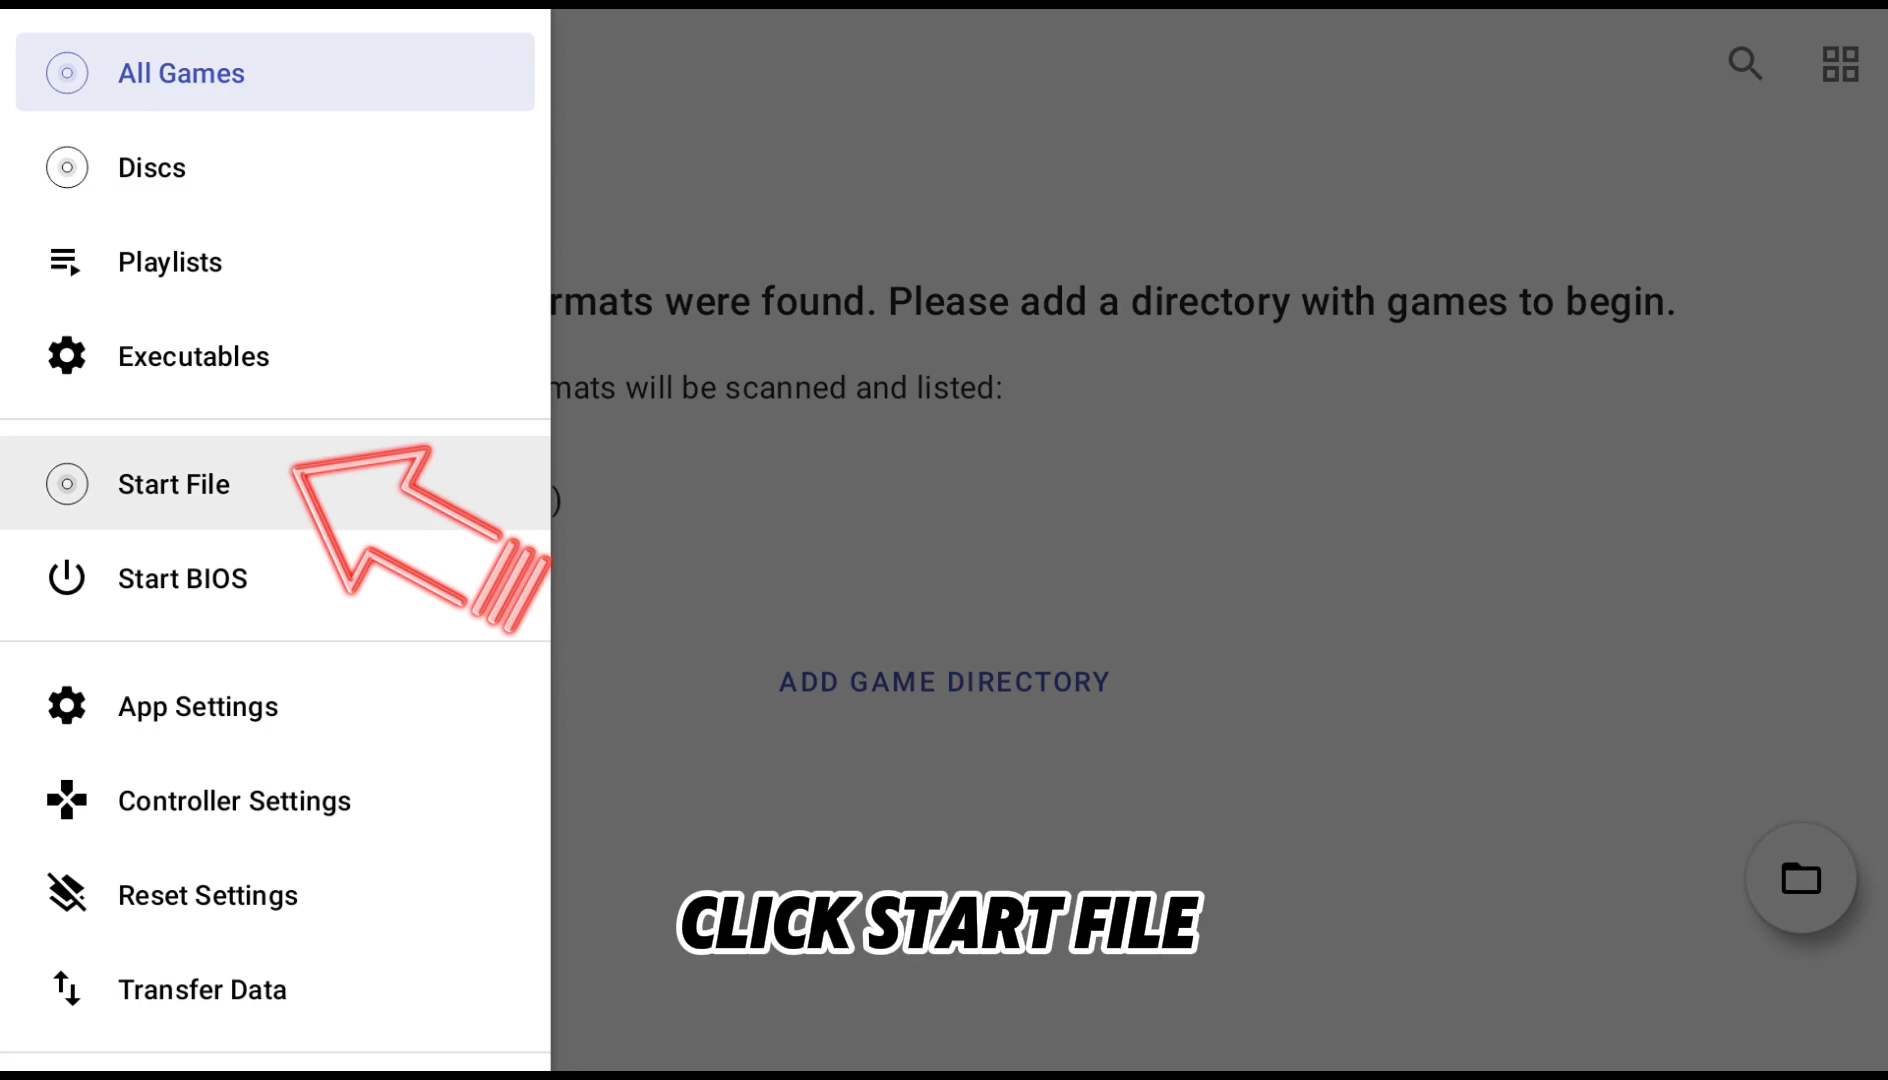 All Games
Discs
Playlists
Executables
Start File
Start BIOS
App Settings
Controller Settings
Reset Settings
Transfer Data
rmats were found. Please add a directory with games to begin.
mats will be scanned and listed:
)
ADD GAME DIRECTORY
CLICK START FILE